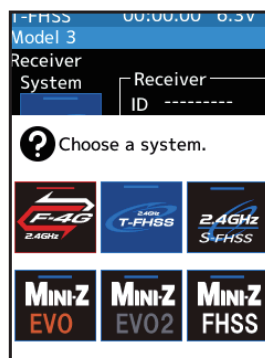 T-FHSS 00:00.00 6.3V
Model 3
Receiver
System
Receiver
ID ---------
? Choose a system.
F-4G 2.4GHz
2.4GHz T-FHSS
2.4GHz S-FHSS
MINI-Z EVO
MINI-Z EVO2
MINI-Z FHSS